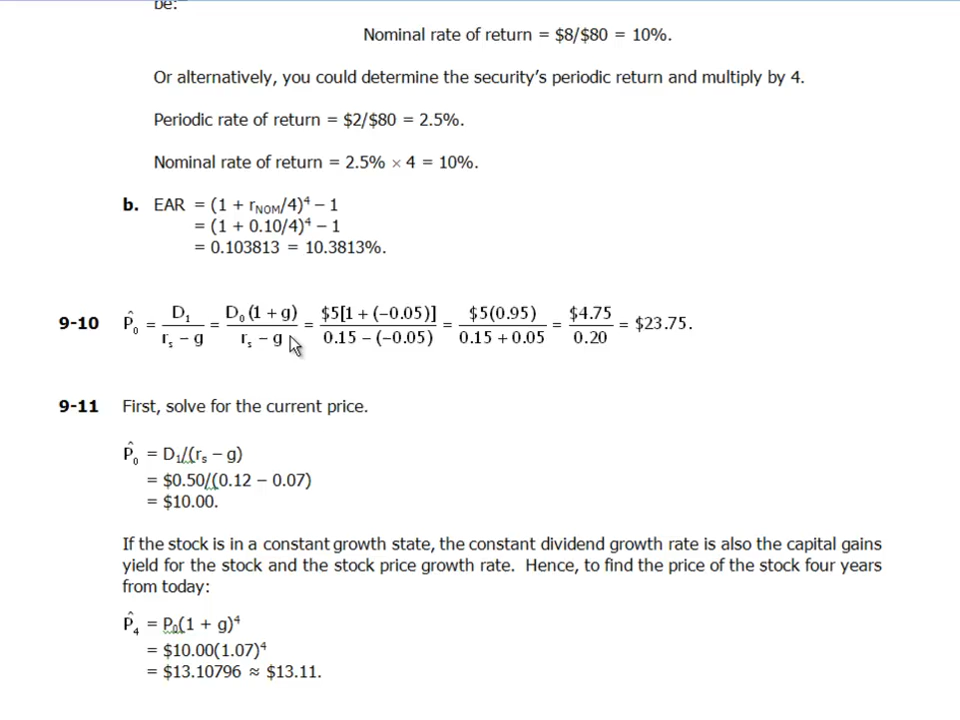 be:
Nominal rate of return = $8/$80 = 10%.
Or alternatively, you could determine the security’s periodic return and multiply by 4.
Periodic rate of return = $2/$80 = 2.5%.
Nominal rate of return = 2.5% × 4 = 10%.
b. EAR = (1 + rNOM/4)⁴ – 1
= (1 + 0.10/4)⁴ – 1
= 0.103813 = 10.3813%.
9-10 P̂₀ = D₁/(rₛ – g) = D₀(1 + g)/(rₛ – g) = $5[1 + (–0.05)]/(0.15 – (–0.05)) = $5(0.95)/(0.15 + 0.05) = $4.75/0.20 = $23.75.
9-11 First, solve for the current price.
P̂₀ = D₁/(rₛ – g)
= $0.50/(0.12 – 0.07)
= $10.00.
If the stock is in a constant growth state, the constant dividend growth rate is also the capital gains
yield for the stock and the stock price growth rate. Hence, to find the price of the stock four years
from today:
P̂₄ = P₀(1 + g)⁴
= $10.00(1.07)⁴
= $13.10796 ≈ $13.11.